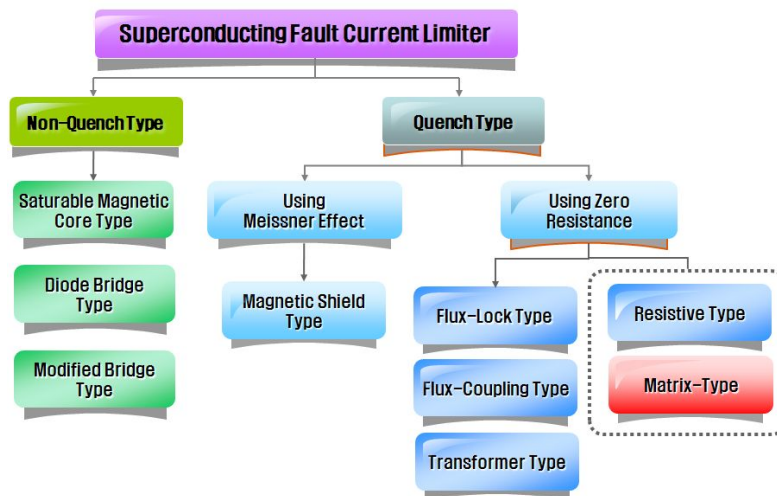 Superconducting Fault Current Limiter
Non-Quench Type
Quench Type
Saturable Magnetic
Core Type
Diode Bridge
Type
Modified Bridge
Type
Using
Meissner Effect
Magnetic Shield
Type
Using Zero
Resistance
Flux-Lock Type
Flux-Coupling Type
Transformer Type
Resistive Type
Matrix-Type